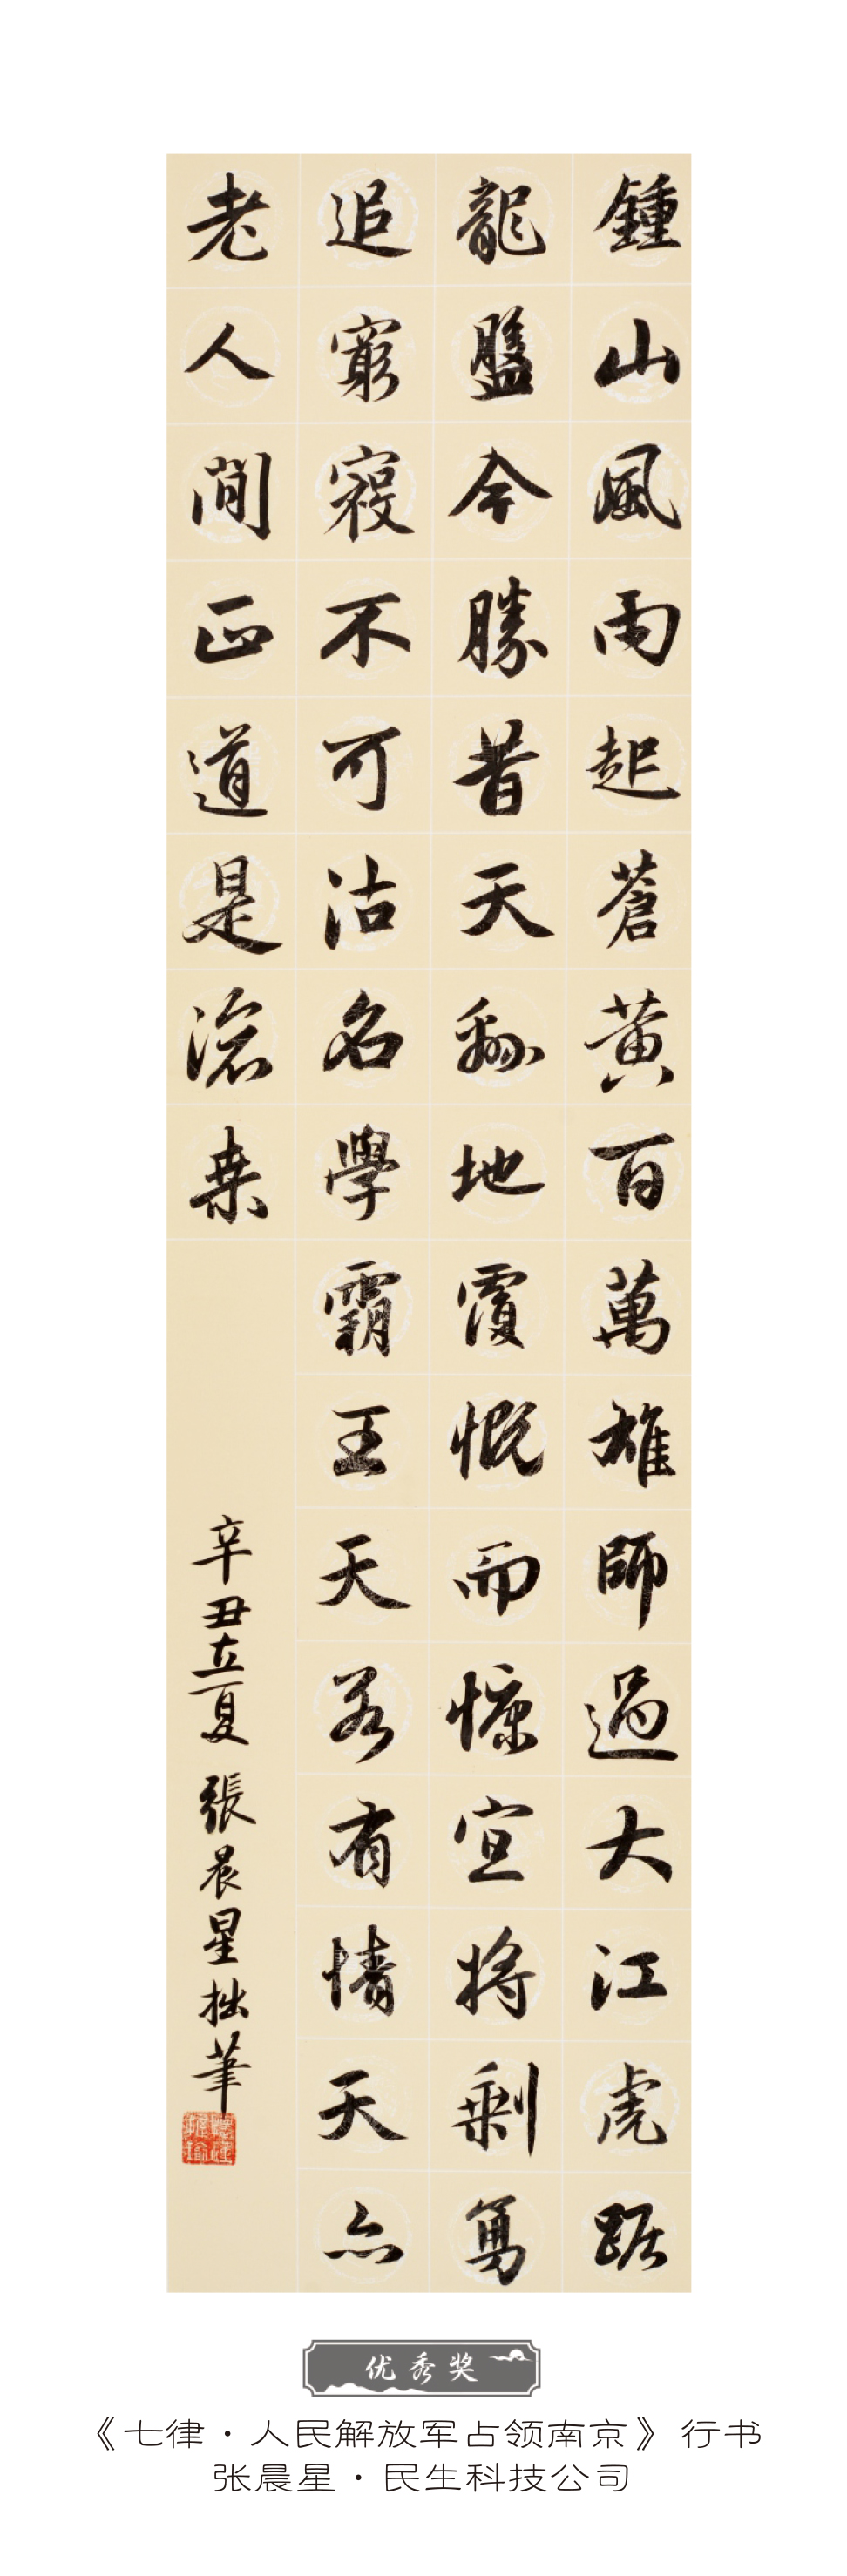 鍾山風雨起蒼黃百萬雄師過大江虎踞
龍盤今勝昔天翻地覆慨而慷宜將剩勇
追窮寇不可沽名學霸王天若有情天亦
老人間正道是滄桒
辛丑立夏 張晨星拙筆
优秀奖
《七律·人民解放军占领南京》行书
张晨星·民生科技公司